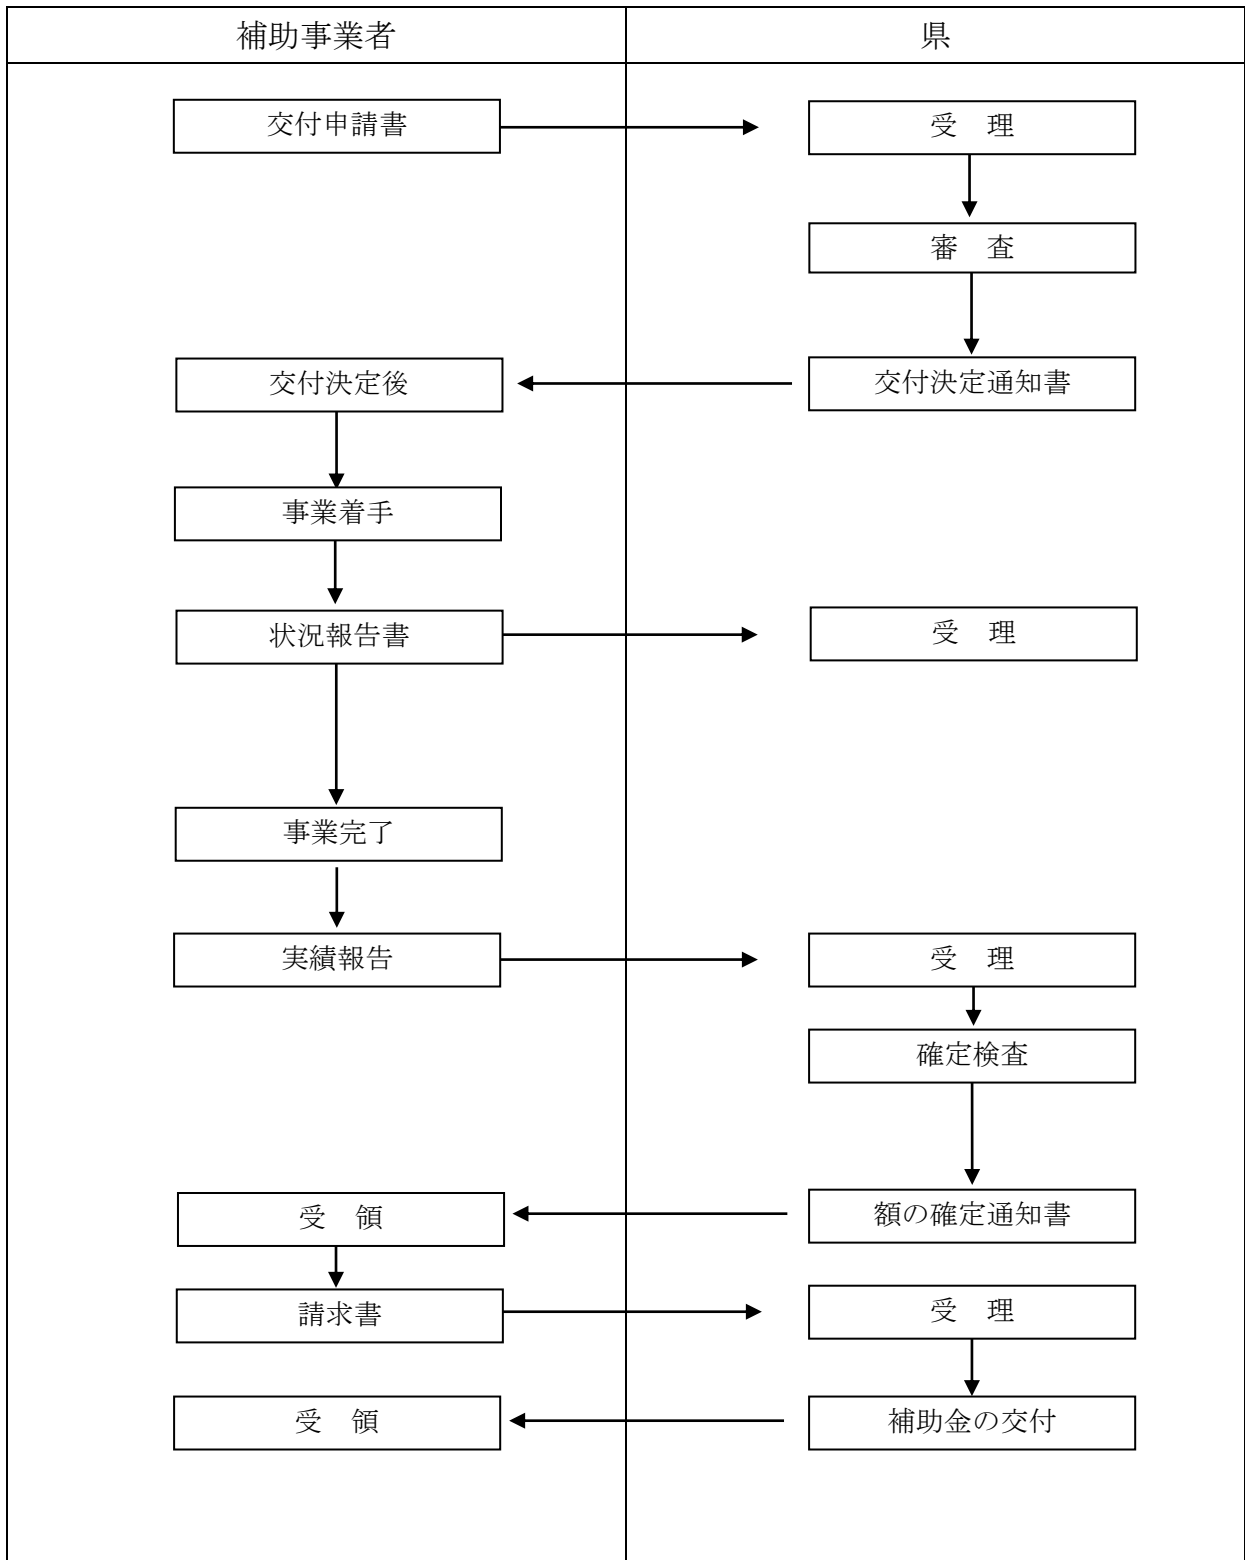 補助事業者
県
交付申請書
受　理
審　査
交付決定後
交付決定通知書
事業着手
状況報告書
受　理
事業完了
実績報告
受　理
確定検査
受　領
額の確定通知書
請求書
受　理
受　領
補助金の交付